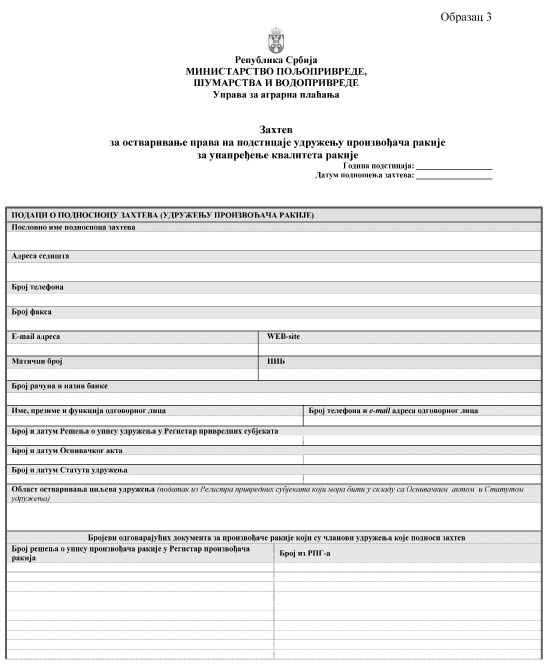 Образац 3
Република Србија
МИНИСТАРСТВО ПОЉОПРИВРЕДЕ,
ШУМАРСТВА И ВОДОПРИВРЕДЕ
Управа за аграрна плаћања
Захтев
за остваривање права на подстицаје удружењу произвођача ракије
за унапређење квалитета ракије
Година подстицаја:
Датум подношења захтева:
ПОДАЦИ О ПОДНОСИОЦУ ЗАХТЕВА (УДРУЖЕЊУ ПРОИЗВОЂАЧА РАКИЈЕ)
Пословно име подносиоца захтева
Адреса седишта
Број телефона
Број факса
E-mail адреса WEB-site
Матични број ПИБ
Број рачуна и назив банке
Име, презиме и функција одговорног лица Број телефона и e-mail адреса одговорног лица
Број и датум Решења о упису удружења у Регистар привредних субјеката
Број и датум Оснивачког акта
Број и датум Статута удружења
Област остваривања циљева удружења (податак из Регистра привредних субјеката који мора бити у складу са Оснивачким актом и Статутом
удружења)
Бројеви одговарајућих докумената за произвођаче ракије који су чланови удружења које подноси захтев
Број решења о упису произвођача ракије у Регистар произвођача
ракија
Број из РПГ-а